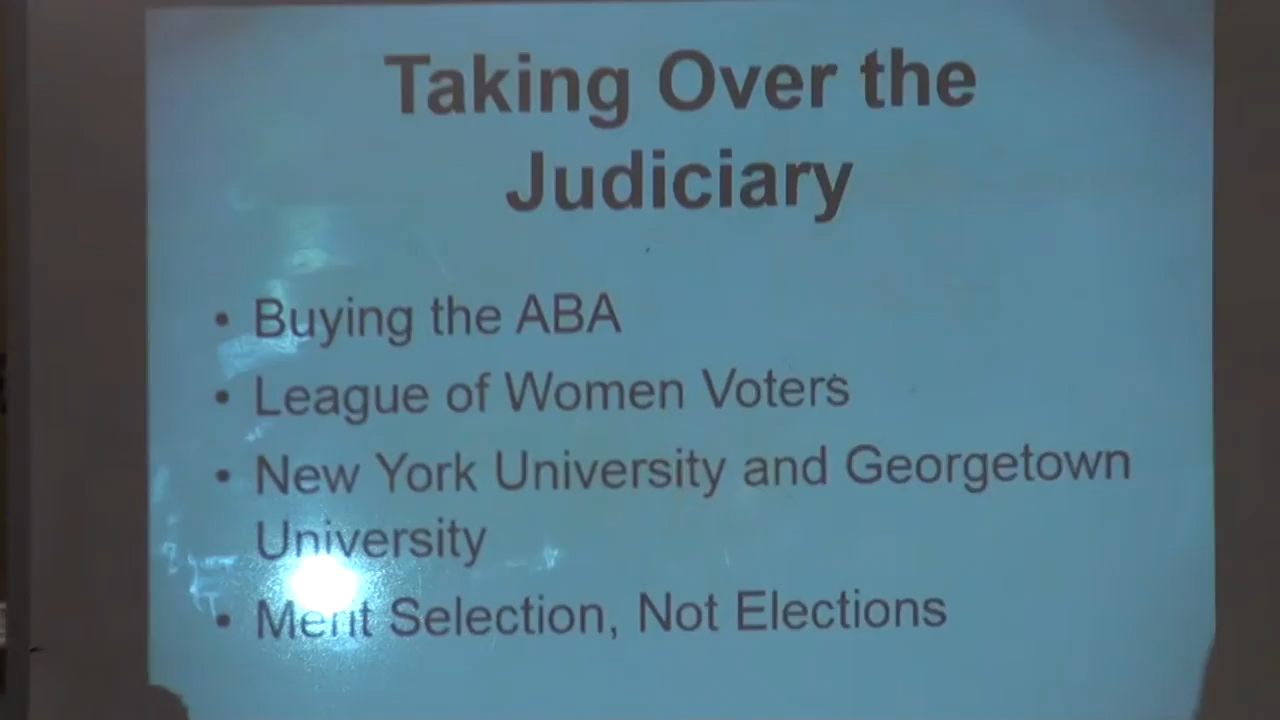 Taking Over the
Judiciary
• Buying the ABA
• League of Women Voters
• New York University and Georgetown
University
• Merit Selection, Not Elections